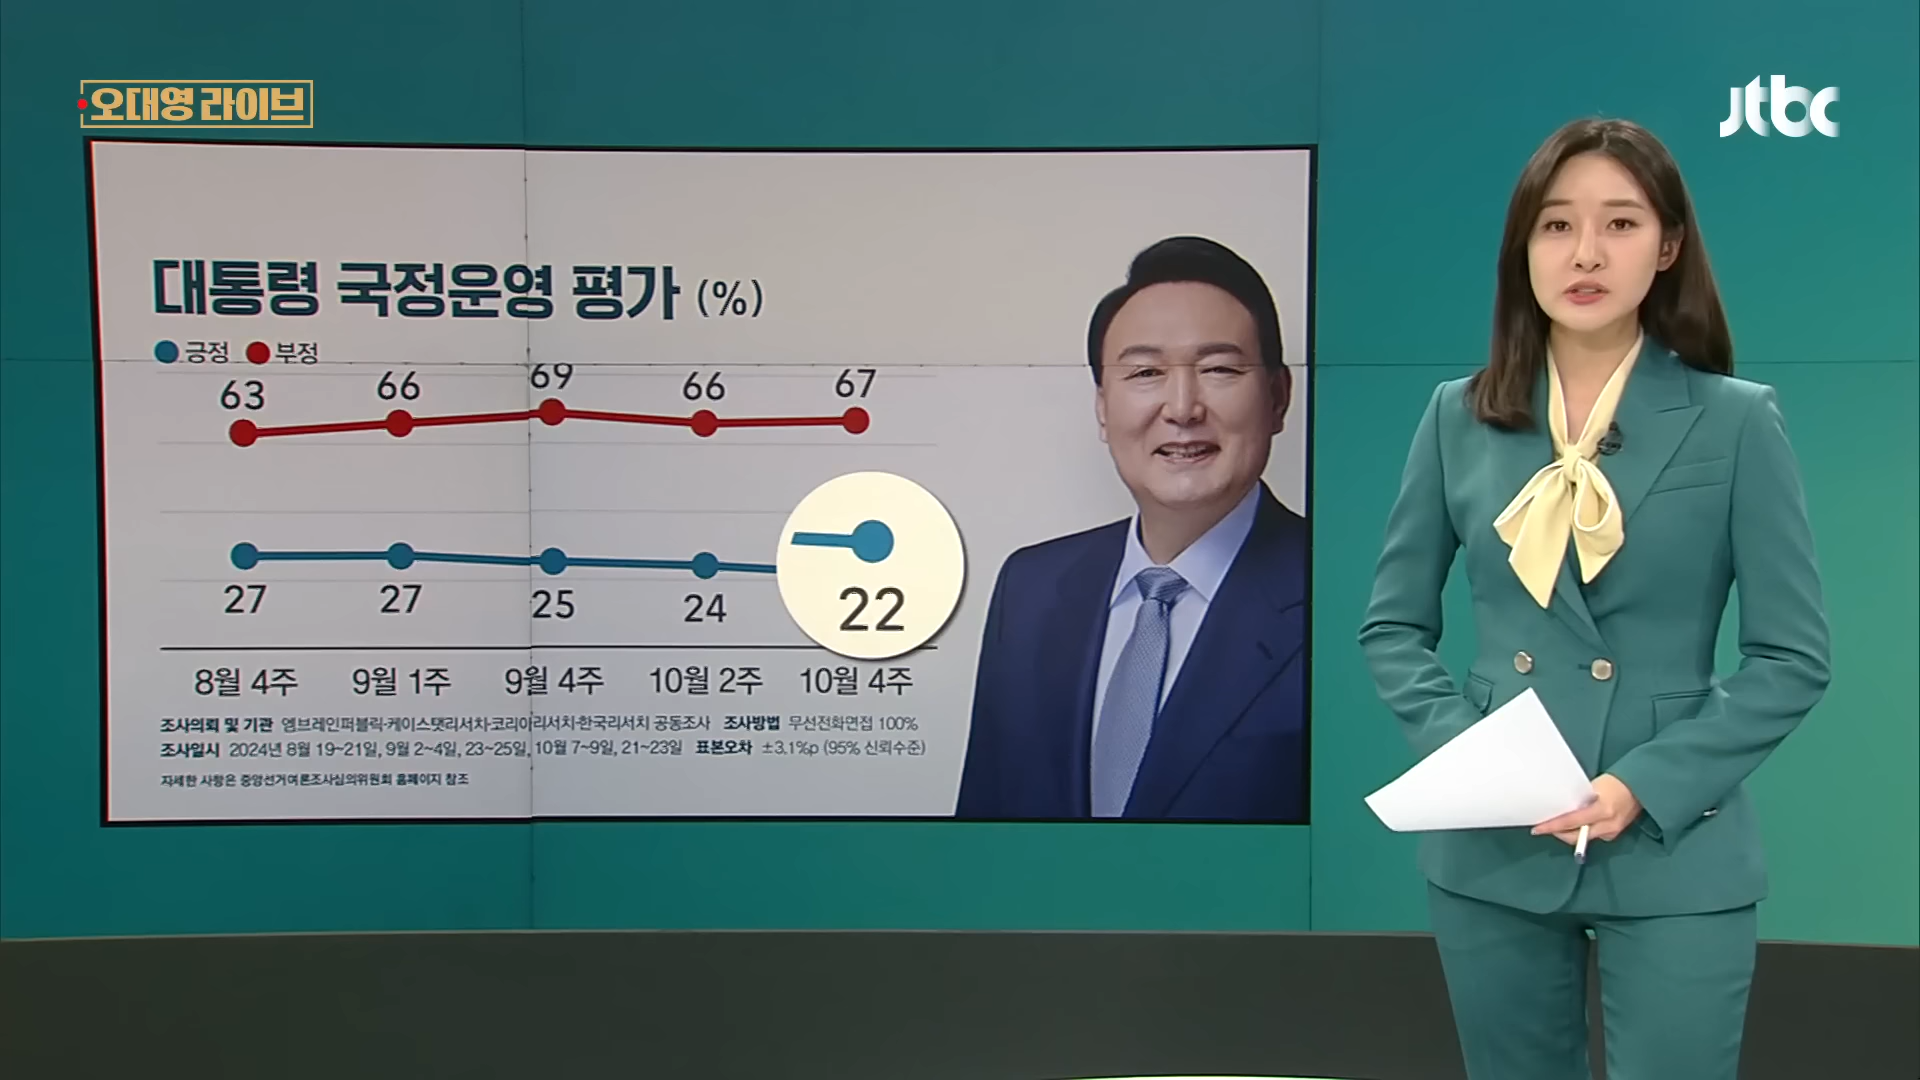 오대영 라이브
jtbc
대통령 국정운영 평가 (%)
긍정 부정
63 66 69 66 67
27 27 25 24 22
8월 4주 9월 1주 9월 4주 10월 2주 10월 4주
조사의뢰 및 기관 엠브레인퍼블릭·케이스탯리서치·코리아리서치·한국리서치 공동조사 조사방법 무선전화면접 100%
조사일시 2024년 8월 19~21일, 9월 2~4일, 23~25일, 10월 7~9일, 21~23일 표본오차 ±3.1%p (95% 신뢰수준)
자세한 사항은 중앙선거여론조사심의위원회 홈페이지 참조